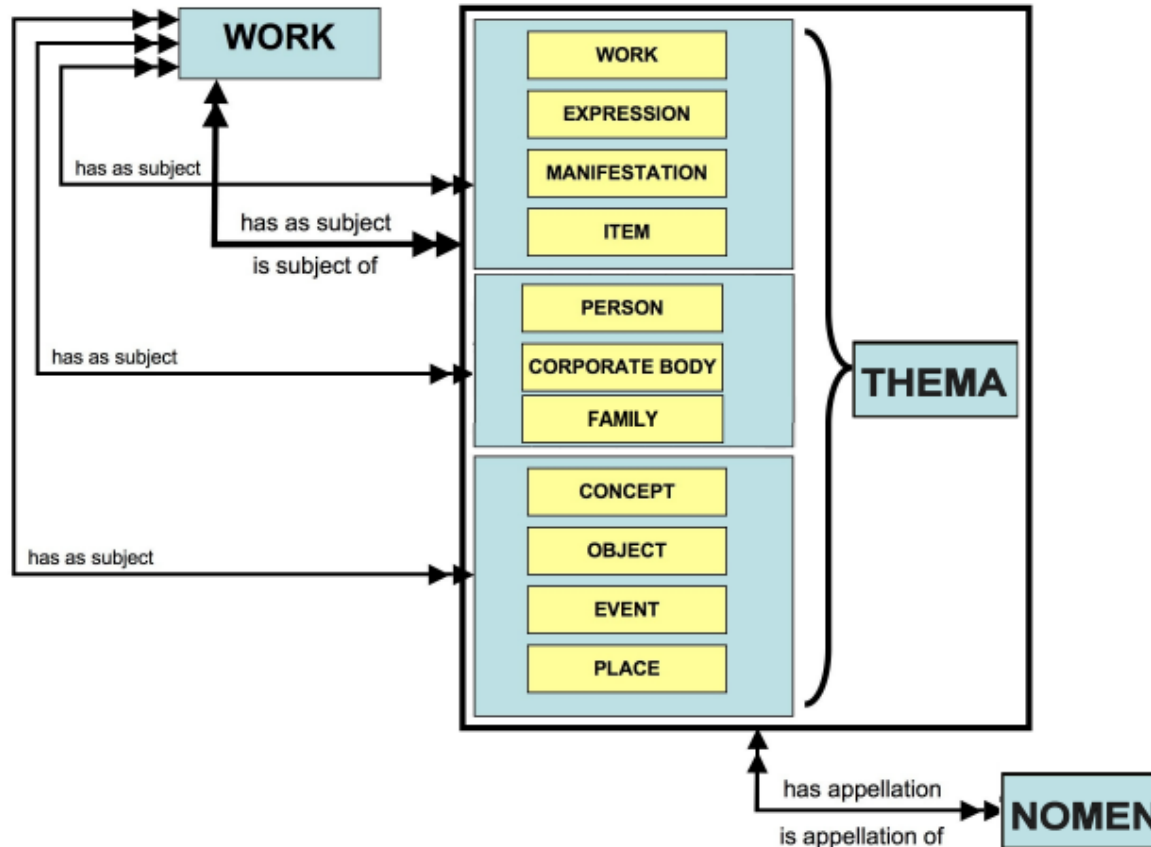 WORK
WORK
EXPRESSION
MANIFESTATION
has as subject
has as subject
ITEM
is subject of
PERSON
has as subject
CORPORATE BODY
THEMA
FAMILY
CONCEPT
has as subject
OBJECT
EVENT
PLACE
has appellation
NOMEN
is appellation of